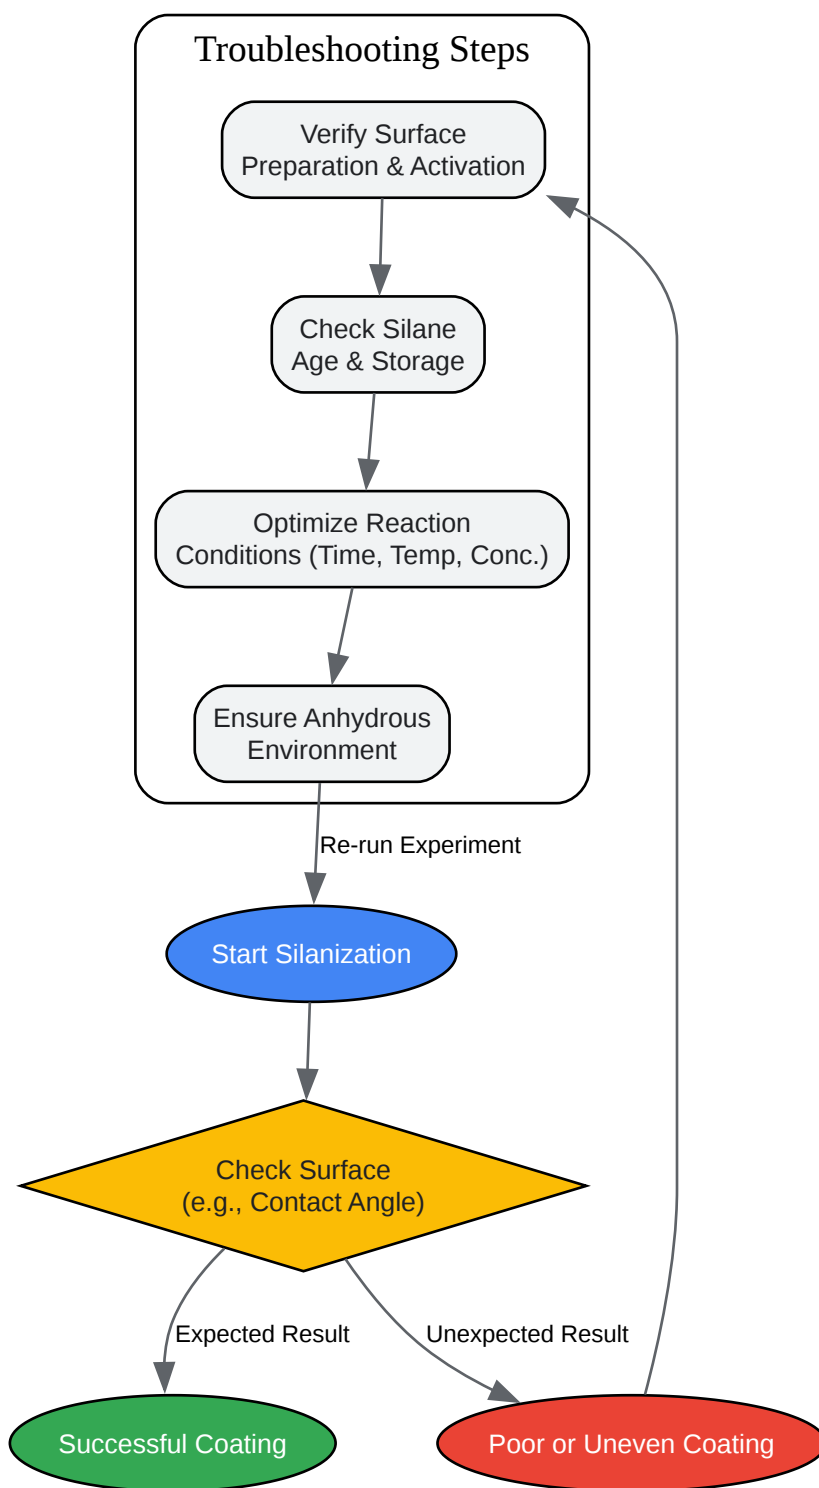 Troubleshooting Steps
Verify Surface
Preparation & Activation
Check Silane
Age & Storage
Optimize Reaction
Conditions (Time, Temp, Conc.)
Ensure Anhydrous
Environment
Re-run Experiment
Start Silanization
Check Surface
(e.g., Contact Angle)
Expected Result
Unexpected Result
Successful Coating
Poor or Uneven Coating